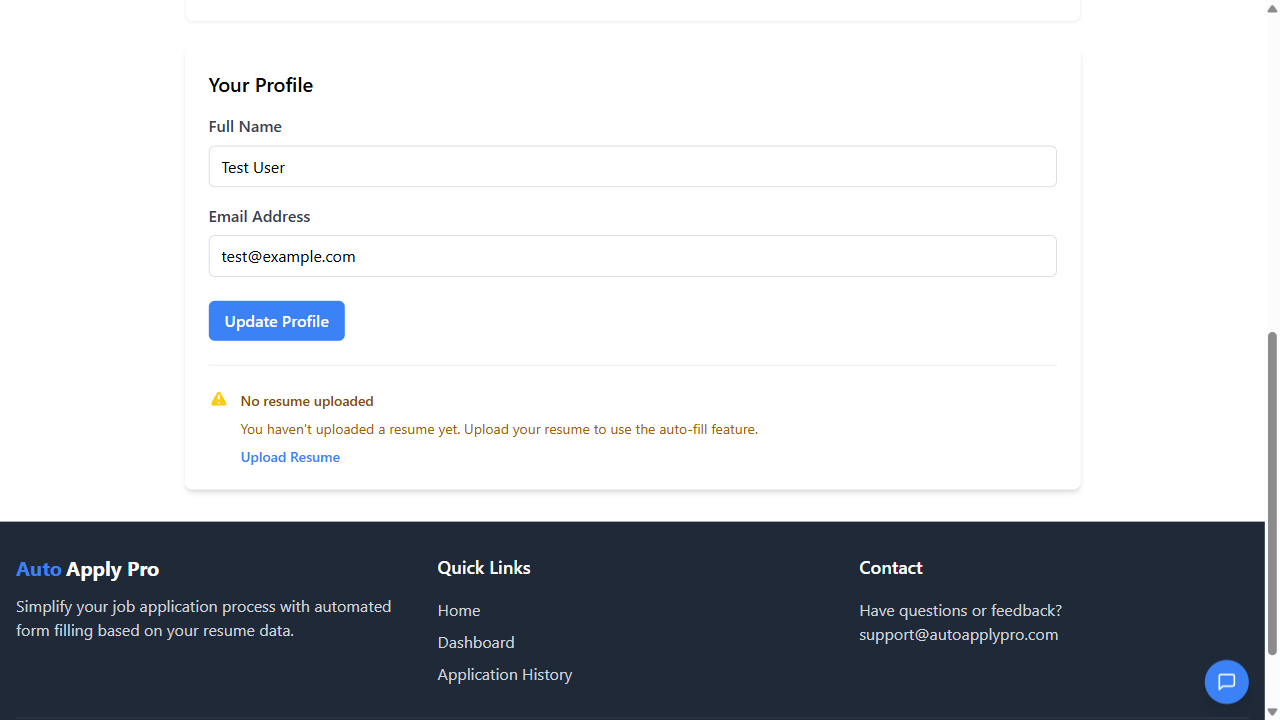 Your Profile
Full Name
Test User
Email Address
test@example.com
Update Profile
No resume uploaded
You haven't uploaded a resume yet. Upload your resume to use the auto-fill feature.
Upload Resume
Auto Apply Pro
Simplify your job application process with automated
form filling based on your resume data.
Quick Links
Home
Dashboard
Application History
Contact
Have questions or feedback?
support@autoapplypro.com